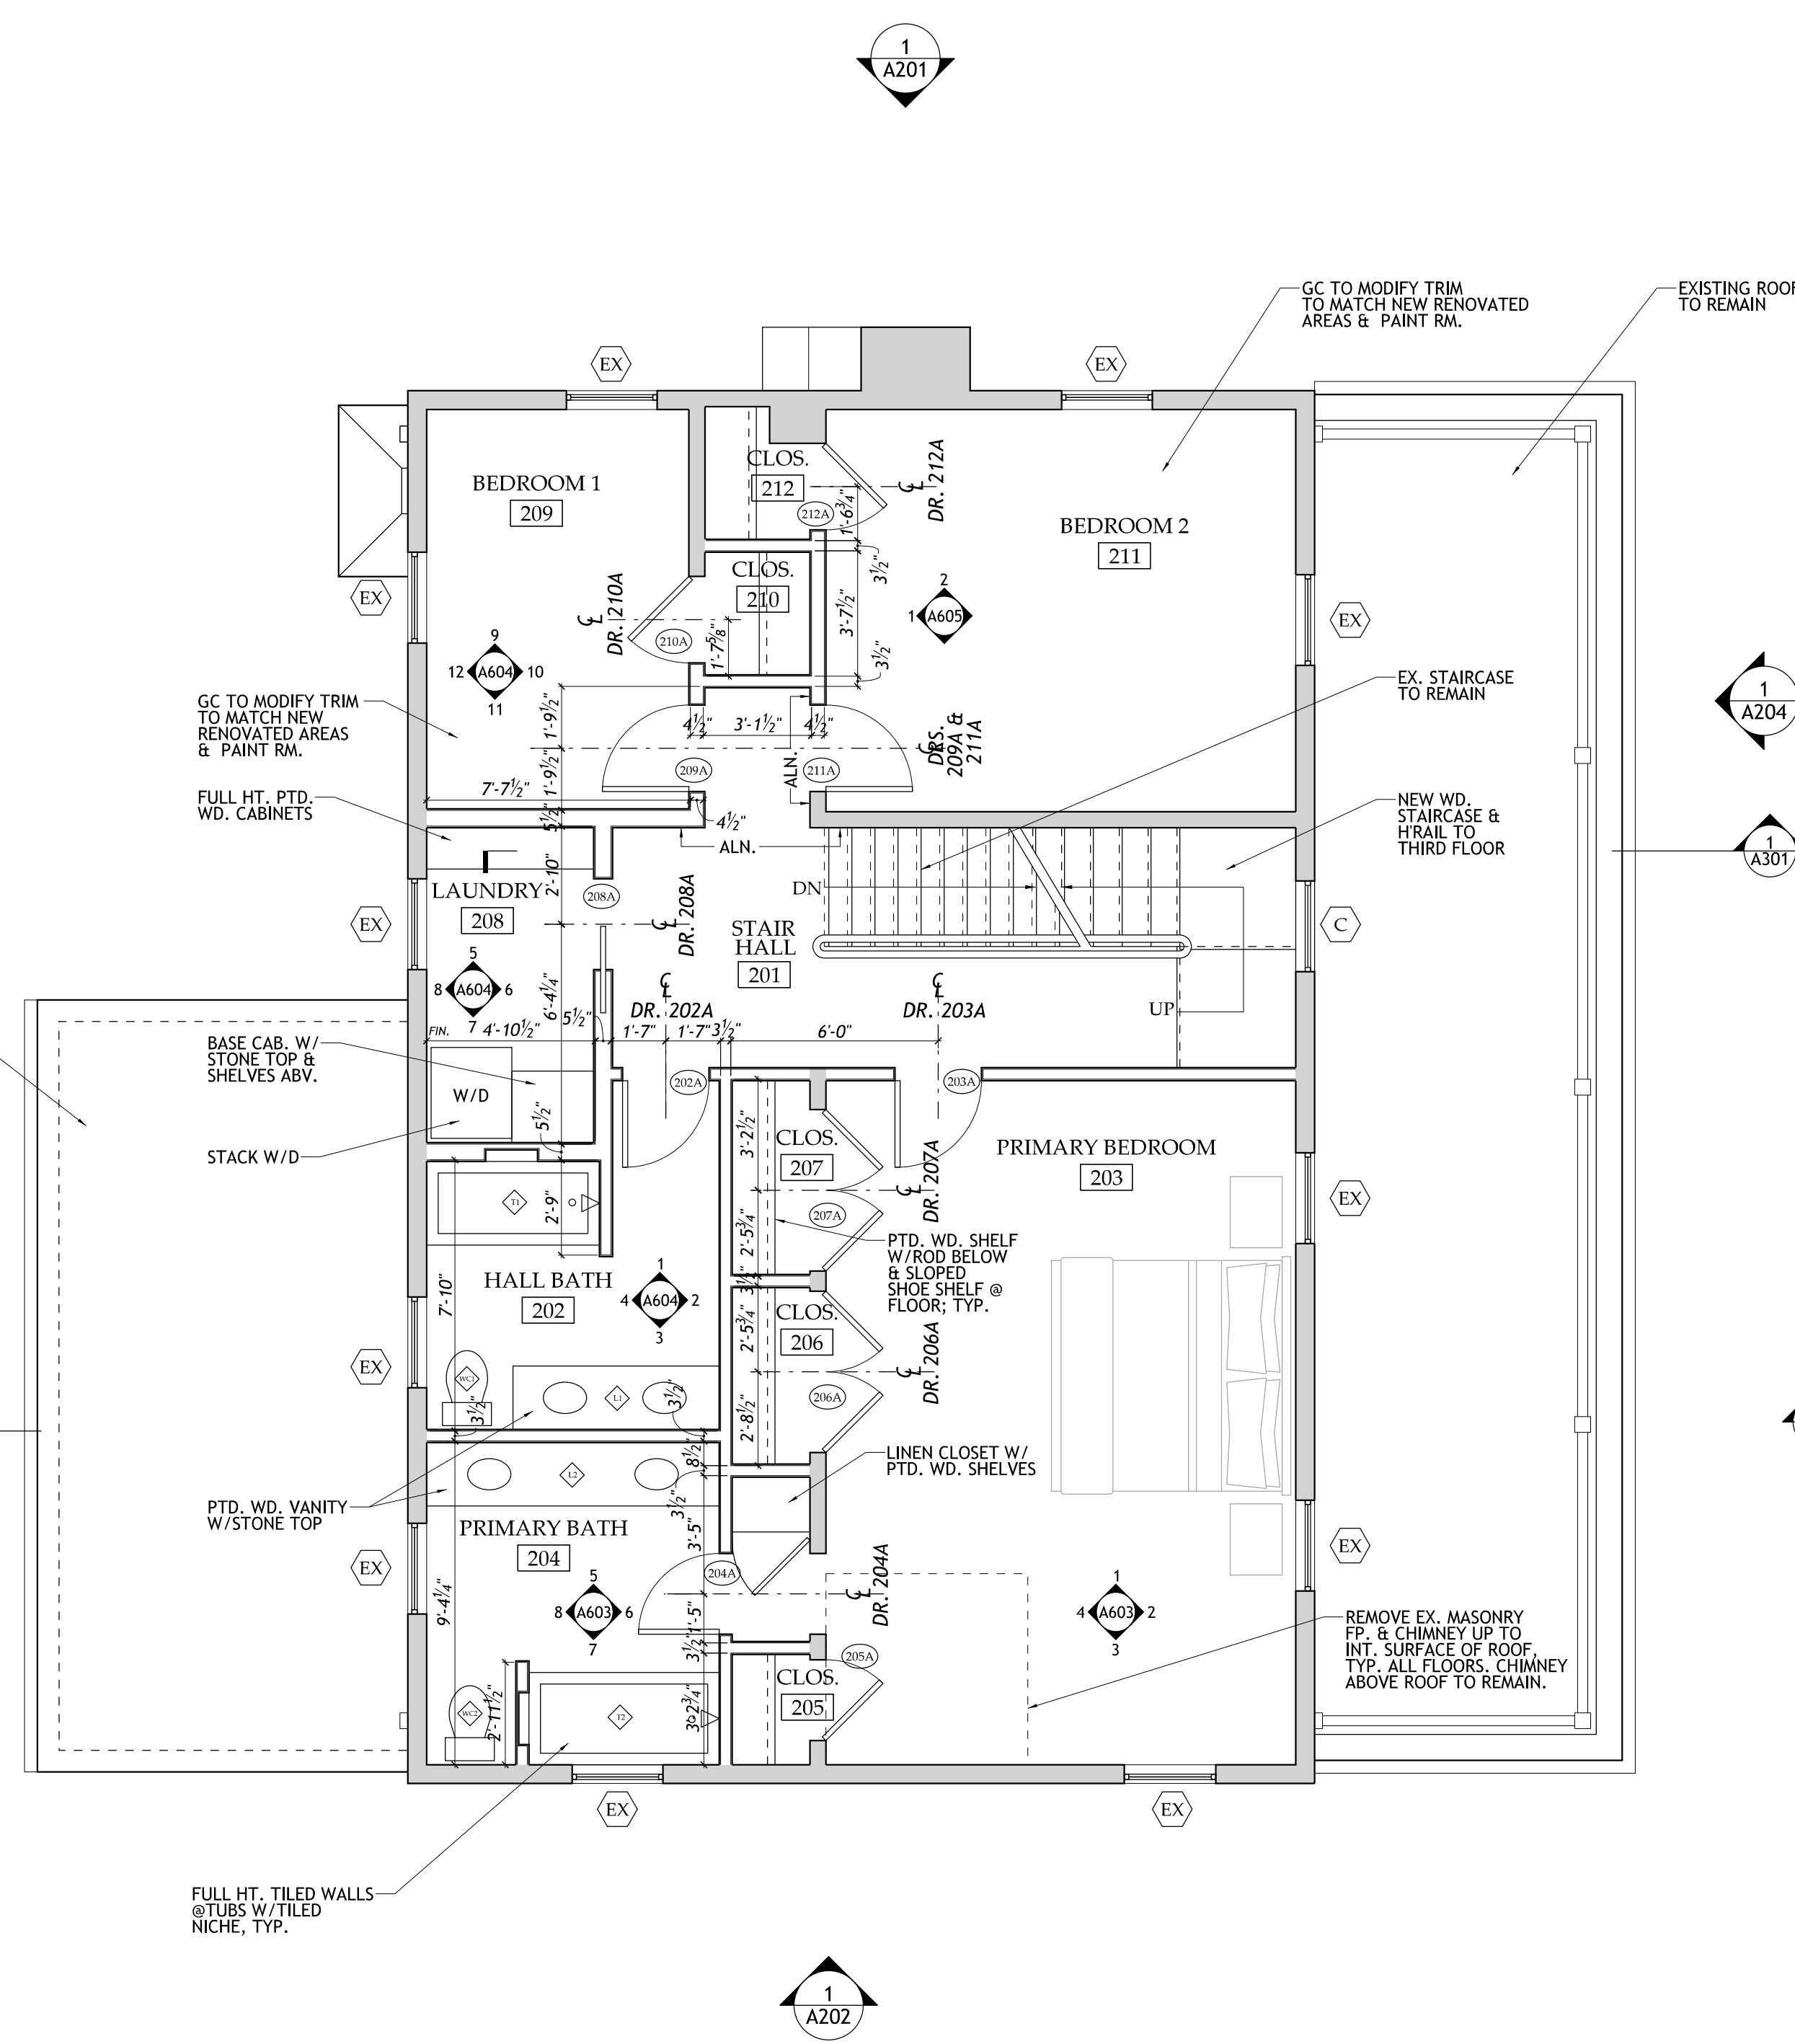 1
A201
GC TO MODIFY TRIM
TO MATCH NEW RENOVATED
AREAS & PAINT RM.
EXISTING ROOF
TO REMAIN
EX
EX
CLOS.
212
212A
℄
DR. 212A
1'-6¾"
BEDROOM 1
209
BEDROOM 2
211
3½"
CLOS.
210
3'-7½"
EX
℄
DR. 210A
210A
1'-7⅝"
2
1
A605
EX
3½"
9
12
A604
10
11
EX. STAIRCASE
TO REMAIN
1
A204
GC TO MODIFY TRIM
TO MATCH NEW
RENOVATED AREAS
& PAINT RM.
1'-9½"
4½"
3'-1½"
4½"
℄
DRS.
209A &
211A
1'-9½"
209A
ALN.
211A
7'-7½"
FULL HT. PTD.
WD. CABINETS
5½"
4½"
ALN.
NEW WD.
STAIRCASE &
H'RAIL TO
THIRD FLOOR
1
A301
2'-10"
LAUNDRY
208
208A
℄
DR. 208A
DN
EX
STAIR
HALL
201
C
5
8
A604
6
7
6'-4¼"
℄
DR. 202A
℄
DR. 203A
UP
FIN.
4'-10½"
5½"
1'-7"
1'-7"
3½"
6'-0"
BASE CAB. W/
STONE TOP &
SHELVES ABV.
W/D
202A
203A
5½"
STACK W/D
3'-2½"
CLOS.
207
℄
DR. 207A
PRIMARY BEDROOM
203
T1
2'-9"
EX
207A
2'-5¾"
PTD. WD. SHELF
W/ROD BELOW
& SLOPED
SHOE SHELF @
FLOOR; TYP.
HALL BATH
202
7'-10"
1
4
A604
2
3
3½"
CLOS.
206
2'-5¾"
℄
DR. 206A
EX
WC1
L1
3½"
3½"
206A
2'-8½"
8½"
LINEN CLOSET W/
PTD. WD. SHELVES
L2
3½"
PTD. WD. VANITY
W/STONE TOP
PRIMARY BATH
204
3'-5"
EX
EX
204A
℄
DR. 204A
5
8
A603
6
7
9'-4¼"
1'-5"
1
4
A603
2
3
REMOVE EX. MASONRY
FP. & CHIMNEY UP TO
INT. SURFACE OF ROOF,
TYP. ALL FLOORS. CHIMNEY
ABOVE ROOF TO REMAIN.
3½"
205A
CLOS.
205
WC2
2'-11½"
T2
3'-2¾"
EX
EX
FULL HT. TILED WALLS
@TUBS W/TILED
NICHE, TYP.
1
A202